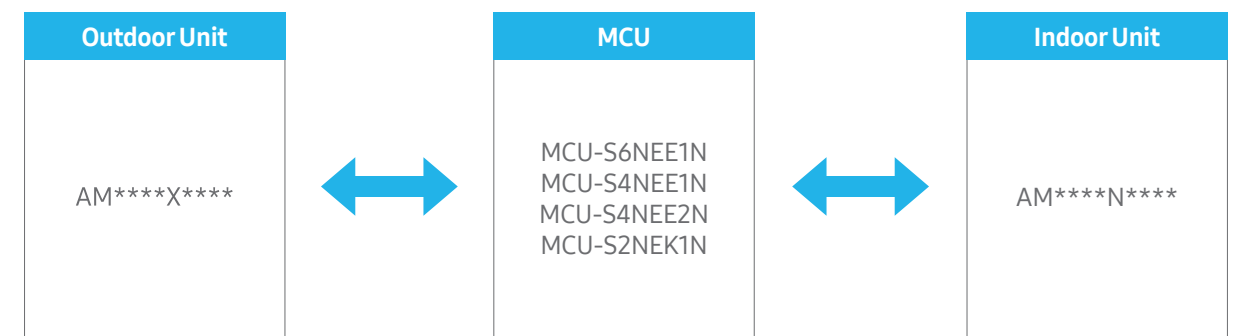 Outdoor Unit
MCU
Indoor Unit
AM****X****
MCU-S6NEE1N
MCU-S4NEE1N
MCU-S4NEE2N
MCU-S2NEK1N
AM****N****